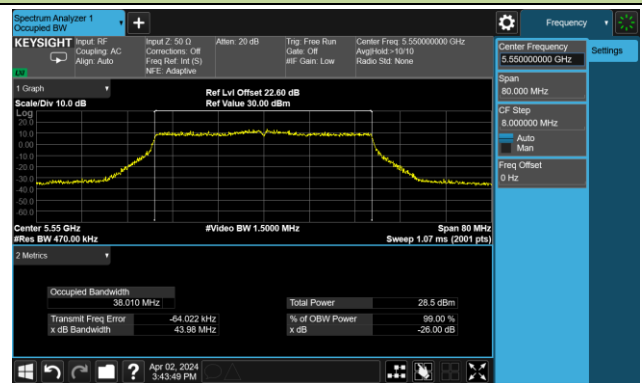 Spectrum Analyzer 1
Occupied BW
Frequency
KEYSIGHT
Input: RF
Coupling: AC
Align: Auto
Input Z: 50 Ω
Corrections: Off
Freq Ref: Int (S)
NFE: Adaptive
Atten: 20 dB
Trig: Free Run
Gate: Off
#IF Gain: Low
Center Freq: 5.550000000 GHz
Avg|Hold:>10/10
Radio Std: None
Center Frequency
5.550000000 GHz
Settings
Span
80.000 MHz
CF Step
8.000000 MHz
Auto
Man
Freq Offset
0 Hz
1 Graph
Scale/Div 10.0 dB
Ref Lvl Offset 22.60 dB
Ref Value 30.00 dBm
Log
20.0
10.0
0.00
-10.0
-20.0
-30.0
-40.0
-50.0
-60.0
Center 5.55 GHz
#Res BW 470.00 kHz
#Video BW 1.5000 MHz
Span 80 MHz
Sweep 1.07 ms (2001 pts)
2 Metrics
Occupied Bandwidth
38.010 MHz
Total Power 28.5 dBm
Transmit Freq Error -64.022 kHz
% of OBW Power 99.00 %
x dB Bandwidth 43.98 MHz
x dB -26.00 dB
Apr 02, 2024
3:43:49 PM